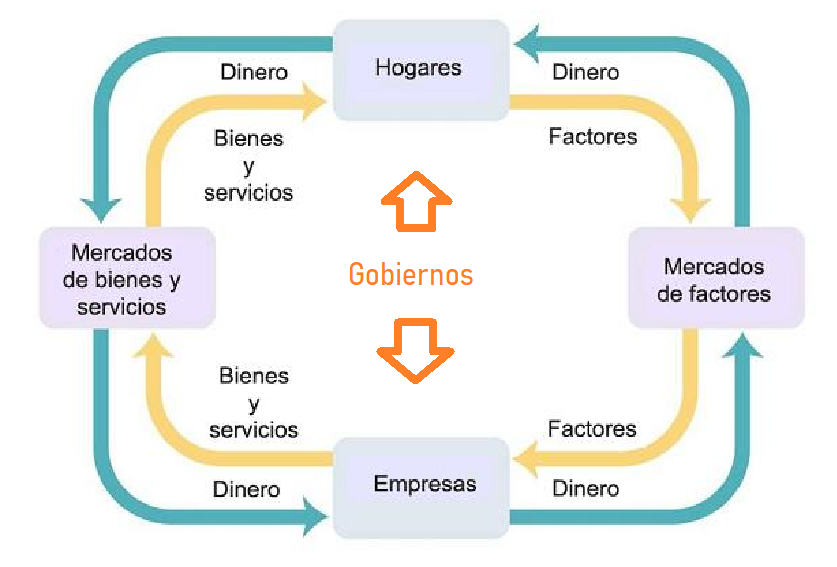 Hogares
Dinero
Dinero
Bienes
y
servicios
Factores
Mercados
de bienes y
servicios
Gobiernos
Mercados
de factores
Bienes
y
servicios
Factores
Dinero
Empresas
Dinero